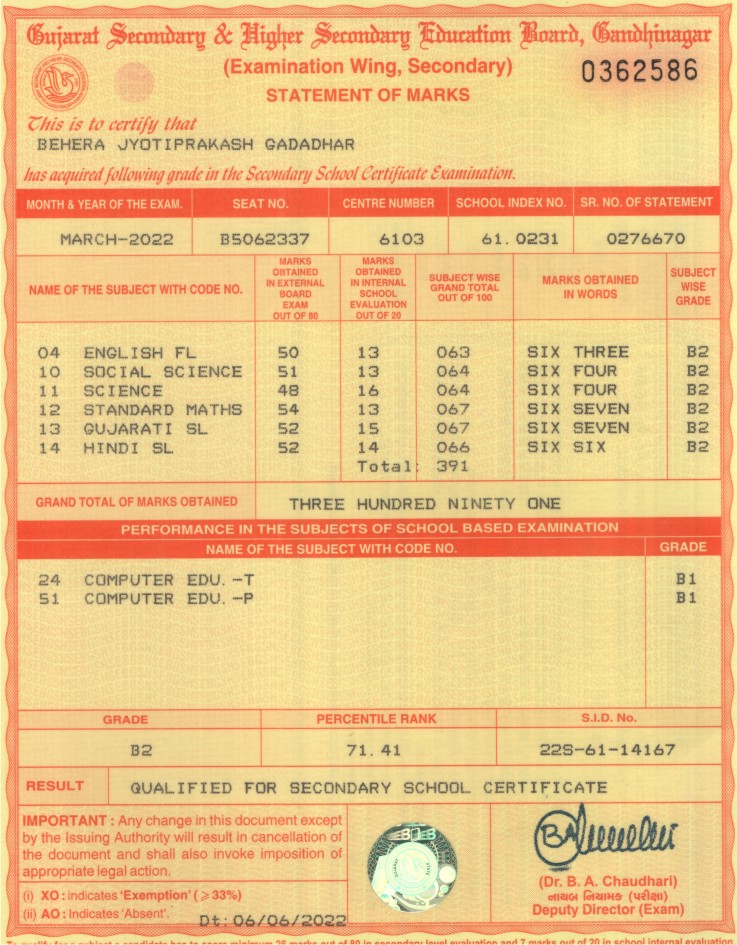 Gujarat Secondary & Higher Secondary Education Board, Gandhinagar
(Examination Wing, Secondary)
0362586
STATEMENT OF MARKS
This is to certify that
BEHERA JYOTIPRAKASH GADADHAR
has acquired following grade in the Secondary School Certificate Examination.
MONTH & YEAR OF THE EXAM. SEAT NO. CENTRE NUMBER SCHOOL INDEX NO. SR. NO. OF STATEMENT
MARCH-2022 B5062337 6103 61.0231 0276670
NAME OF THE SUBJECT WITH CODE NO. MARKS OBTAINED IN EXTERNAL BOARD EXAM OUT OF 80 MARKS OBTAINED IN INTERNAL SCHOOL EVALUATION OUT OF 20 SUBJECT WISE GRAND TOTAL OUT OF 100 MARKS OBTAINED IN WORDS SUBJECT WISE GRADE
04 ENGLISH FL 50 13 063 SIX THREE B2
10 SOCIAL SCIENCE 51 13 064 SIX FOUR B2
11 SCIENCE 48 16 064 SIX FOUR B2
12 STANDARD MATHS 54 13 067 SIX SEVEN B2
13 GUJARATI SL 52 15 067 SIX SEVEN B2
14 HINDI SL 52 14 066 SIX SIX B2
Total: 391
GRAND TOTAL OF MARKS OBTAINED THREE HUNDRED NINETY ONE
PERFORMANCE IN THE SUBJECTS OF SCHOOL BASED EXAMINATION
NAME OF THE SUBJECT WITH CODE NO. GRADE
24 COMPUTER EDU.-T B1
51 COMPUTER EDU.-P B1
GRADE PERCENTILE RANK S.I.D. No.
B2 71.41 22S-61-14167
RESULT QUALIFIED FOR SECONDARY SCHOOL CERTIFICATE
IMPORTANT : Any change in this document except
by the Issuing Authority will result in cancellation of
the document and shall also invoke imposition of
appropriate legal action.
(i) XO : indicates 'Exemption' (⩾ 33%)
(ii) AO : Indicates 'Absent'.
Dt: 06/06/2022
(Dr. B. A. Chaudhari)
નાયબ નિયામક (પરીક્ષા)
Deputy Director (Exam)